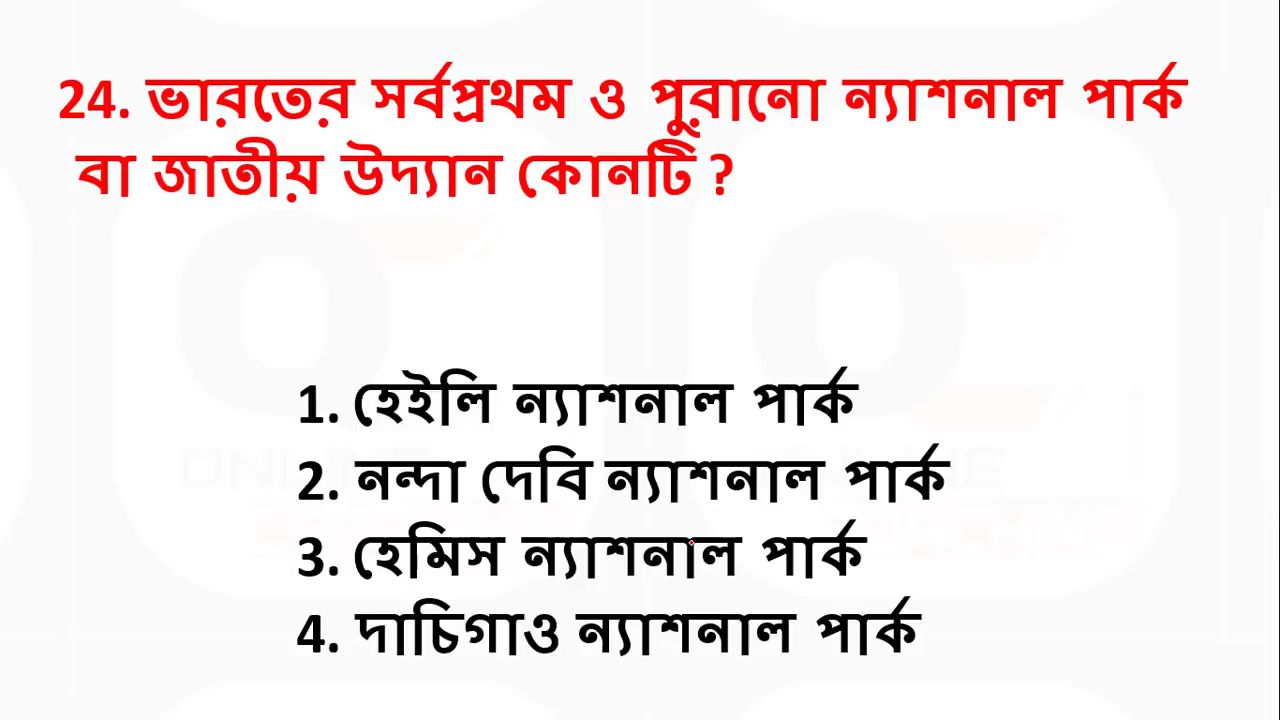 24. ভারতের সর্বপ্রথম ও পুরানো ন্যাশনাল পার্ক
বা জাতীয় উদ্যান কোনটি ?
1. হেইলি ন্যাশনাল পার্ক
2. নন্দা দেবি ন্যাশনাল পার্ক
3. হেমিস ন্যাশনাল পার্ক
4. দাচিগাও ন্যাশনাল পার্ক